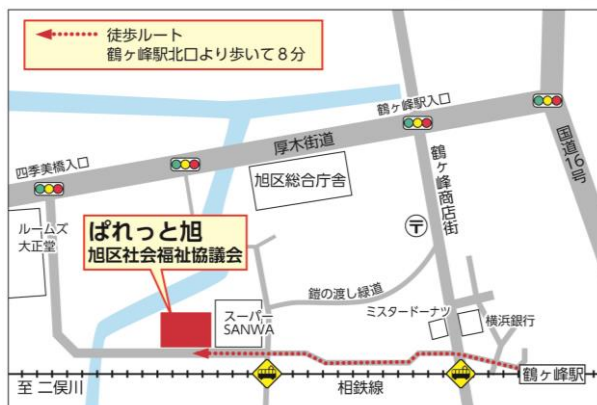 徒歩ルート
鶴ヶ峰駅北口より歩いて8分
鶴ヶ峰駅入口
厚木街道
国道16号
四季美橋入口
旭区総合庁舎
鶴ヶ峰商店街
ルームズ
大正堂
ぱれっと旭
旭区社会福祉協議会
〒
鎧の渡し緑道
スーパー
SANWA
ミスタードーナツ
横浜銀行
至 二俣川
相鉄線
鶴ヶ峰駅